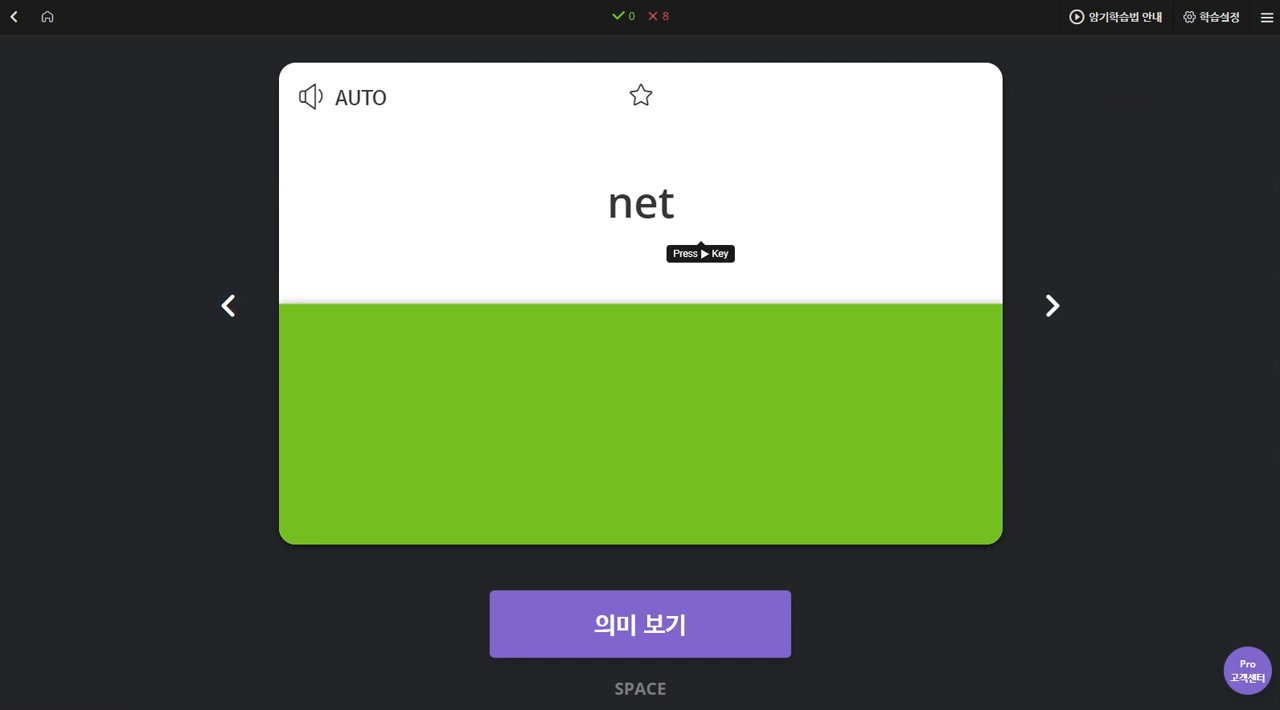 0 8 암기학습법 안내 학습설정
AUTO
net
Press ▶ Key
의미 보기
SPACE
Pro
고객센터